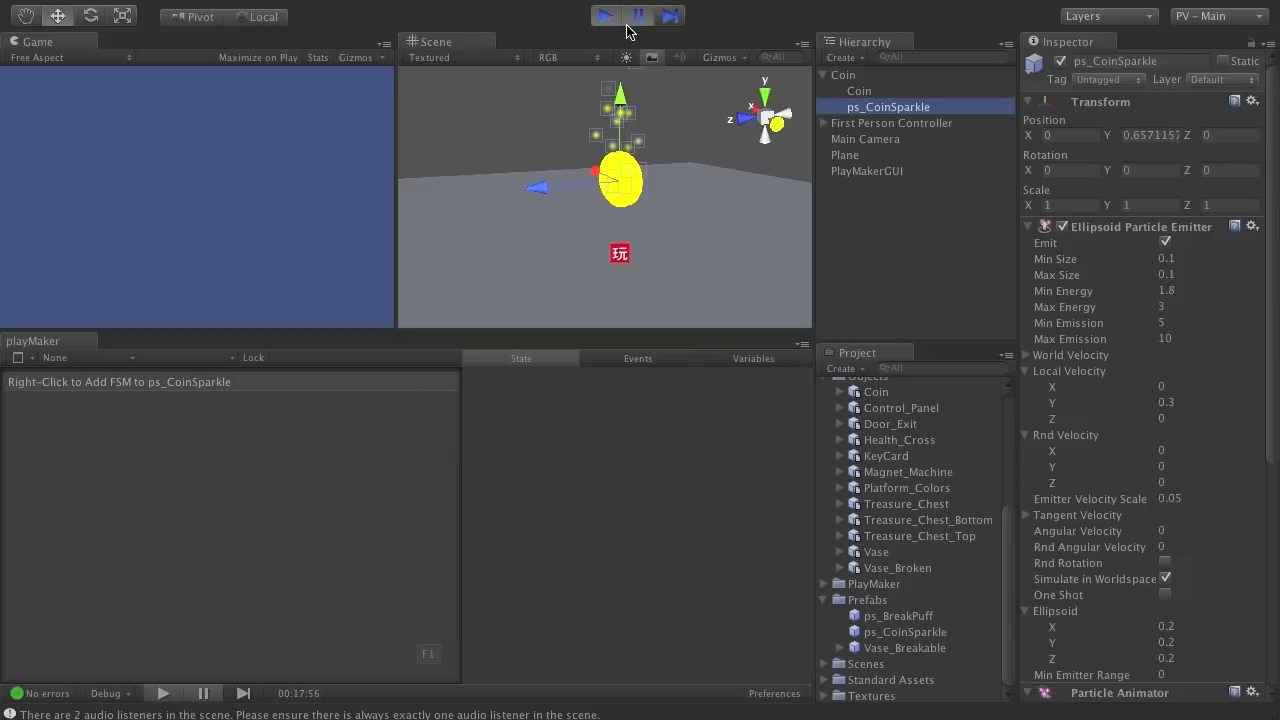 Pivot Local Layers PV - Main
Game Scene Hierarchy Inspector
Free Aspect Maximize on Play Stats Gizmos Textured RGB Gizmos All Create All ps_CoinSparkle Static
Tag Untagged Layer Default
Coin
Coin
ps_CoinSparkle
First Person Controller
Main Camera
Plane
PlayMakerGUI
y
x
z
玩
Transform
Position
X 0 Y 0.6571157 Z 0
Rotation
X 0 Y 0 Z 0
Scale
X 1 Y 1 Z 1
Ellipsoid Particle Emitter
Emit
Min Size 0.1
Max Size 0.1
Min Energy 1.8
Max Energy 3
Min Emission 5
Max Emission 10
World Velocity
Local Velocity
X 0
Y 0.3
Z 0
Rnd Velocity
X 0
Y 0
Z 0
Emitter Velocity Scale 0.05
Tangent Velocity
Angular Velocity 0
Rnd Angular Velocity 0
Rnd Rotation
Simulate in Worldspace
One Shot
Ellipsoid
X 0.2
Y 0.2
Z 0.2
Min Emitter Range 0
Particle Animator
playMaker
None Lock State Events Variables
Right-Click to Add FSM to ps_CoinSparkle
F1
Project
Create All
Objects
Coin
Control_Panel
Door_Exit
Health_Cross
KeyCard
Magnet_Machine
Platform_Colors
Treasure_Chest
Treasure_Chest_Bottom
Treasure_Chest_Top
Vase
Vase_Broken
PlayMaker
Prefabs
ps_BreakPuff
ps_CoinSparkle
Vase_Breakable
Scenes
Standard Assets
Textures
No errors Debug 00:17:56 Preferences
There are 2 audio listeners in the scene. Please ensure there is always exactly one audio listener in the scene.